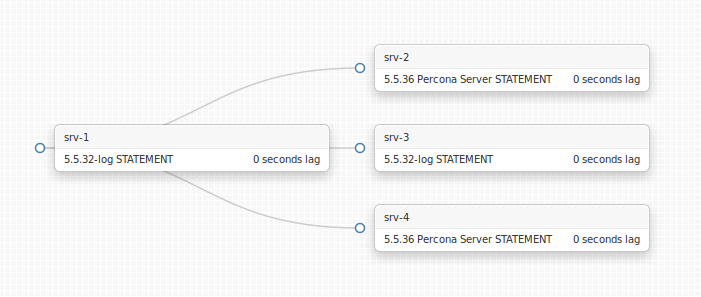 srv-2
5.5.36 Percona Server STATEMENT 0 seconds lag
srv-1
5.5.32-log STATEMENT 0 seconds lag
srv-3
5.5.32-log STATEMENT 0 seconds lag
srv-4
5.5.36 Percona Server STATEMENT 0 seconds lag